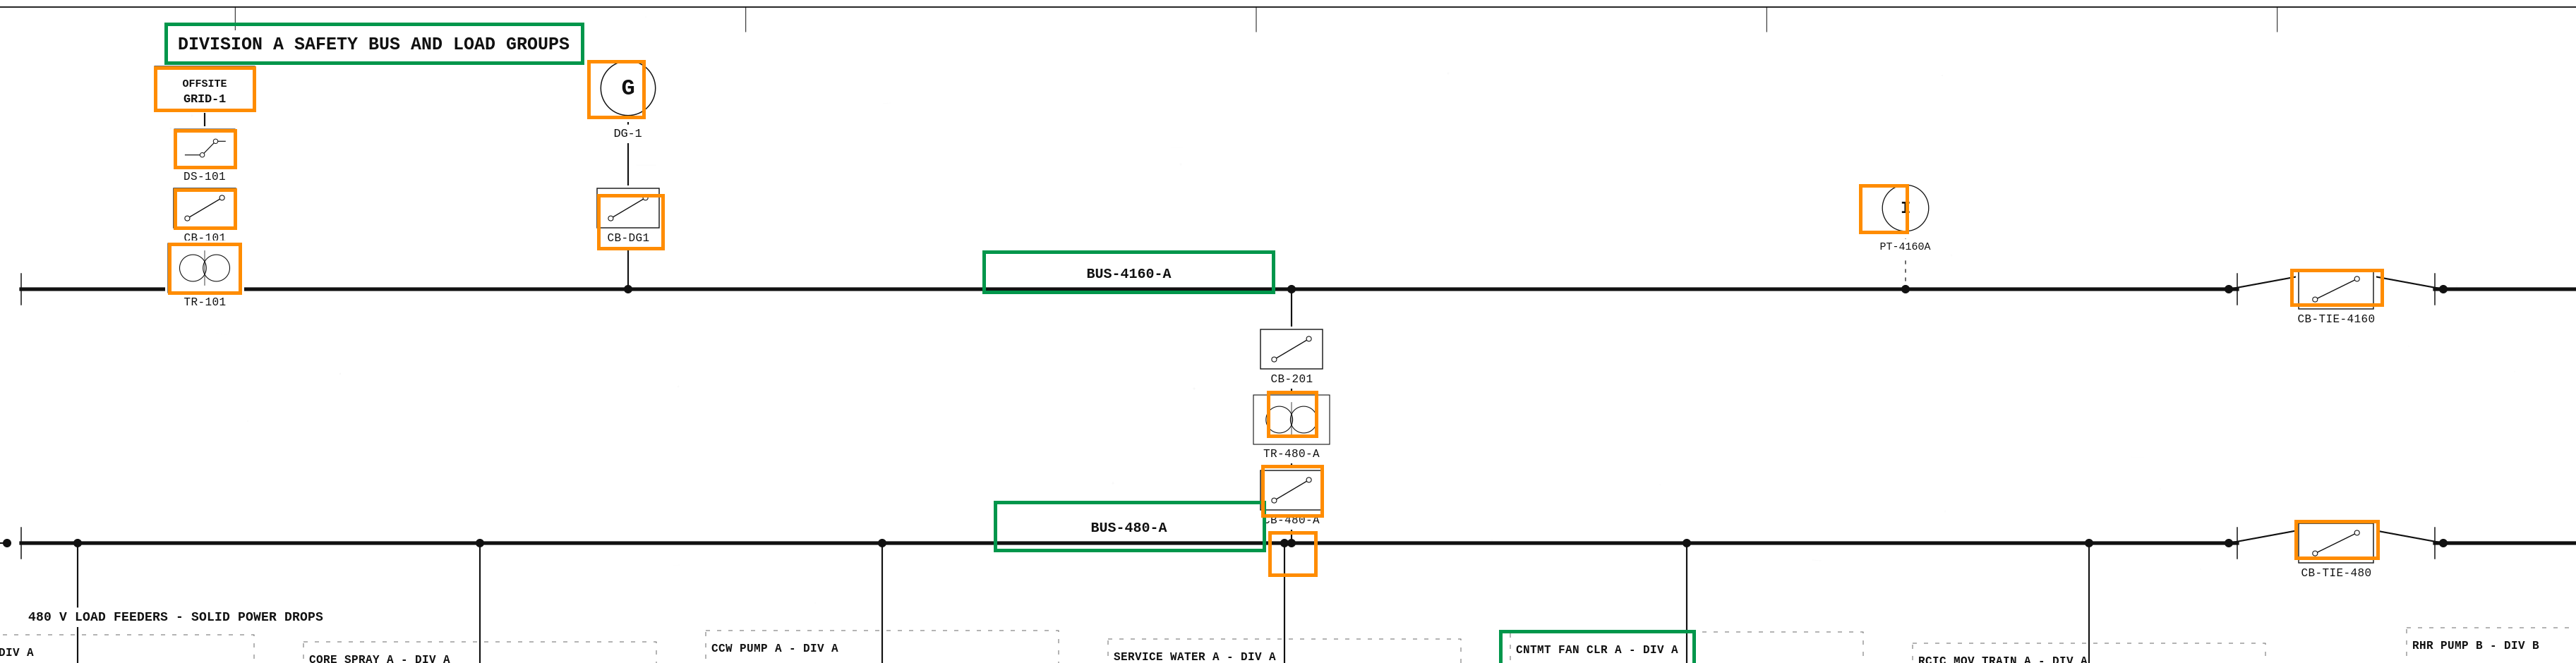 DIVISION A SAFETY BUS AND LOAD GROUPS
OFFSITE
GRID-1
G
DG-1
DS-101
CB-101
CB-DG1
I
PT-4160A
BUS-4160-A
TR-101
CB-TIE-4160
CB-201
TR-480-A
CB-480-A
BUS-480-A
CB-TIE-480
480 V LOAD FEEDERS - SOLID POWER DROPS
DIV A
CORE SPRAY A - DIV A
CCW PUMP A - DIV A
SERVICE WATER A - DIV A
CNTMT FAN CLR A - DIV A
RCIC MOV TRAIN A - DIV A
RHR PUMP B - DIV B